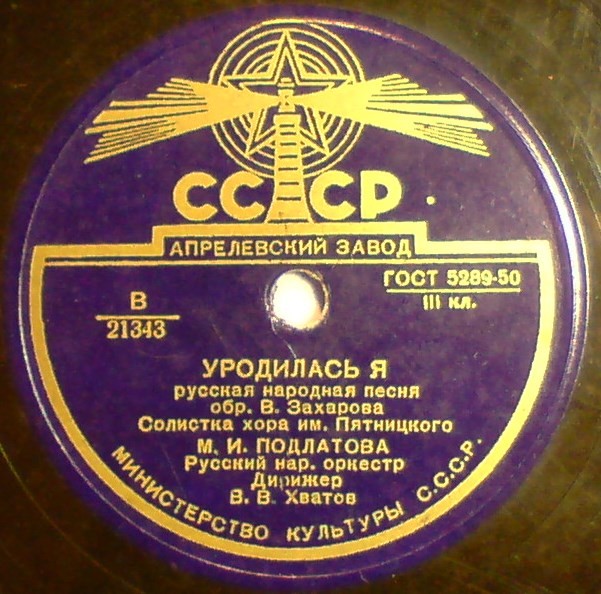 СССР
АПРЕЛЕВСКИЙ ЗАВОД
ГОСТ 5289-50
III кл.
В
21343
УРОДИЛАСЬ Я
русская народная песня
обр. В. Захарова
Солистка хора им. Пятницкого
М. И. ПОДЛАТОВА
Русский нар. оркестр
Дирижер
В. В. Хватов
МИНИСТЕРСТВО КУЛЬТУРЫ С.С.С.Р.